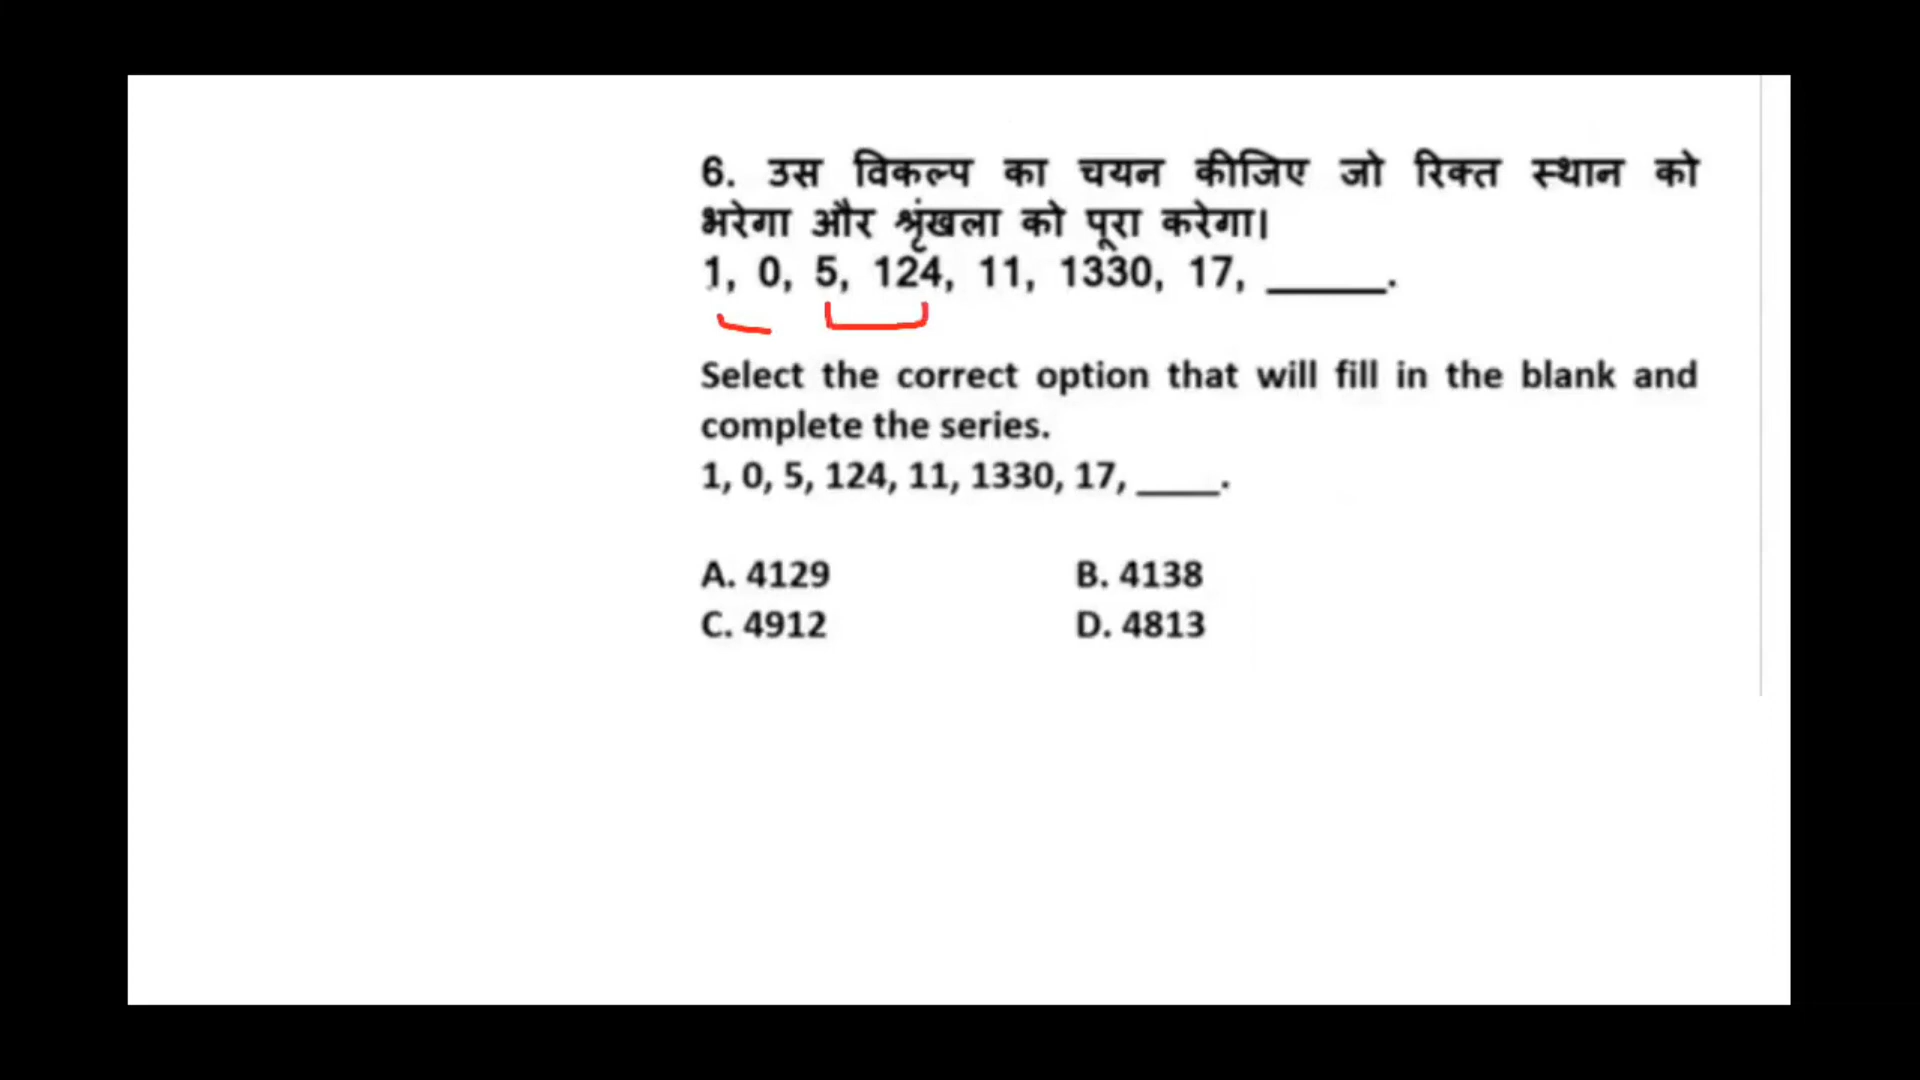 6. उस विकल्प का चयन कीजिए जो रिक्त स्थान को
भरेगा और श्रृंखला को पूरा करेगा।
1, 0, 5, 124, 11, 1330, 17, _____.
Select the correct option that will fill in the blank and
complete the series.
1, 0, 5, 124, 11, 1330, 17, ____.
A. 4129 B. 4138
C. 4912 D. 4813